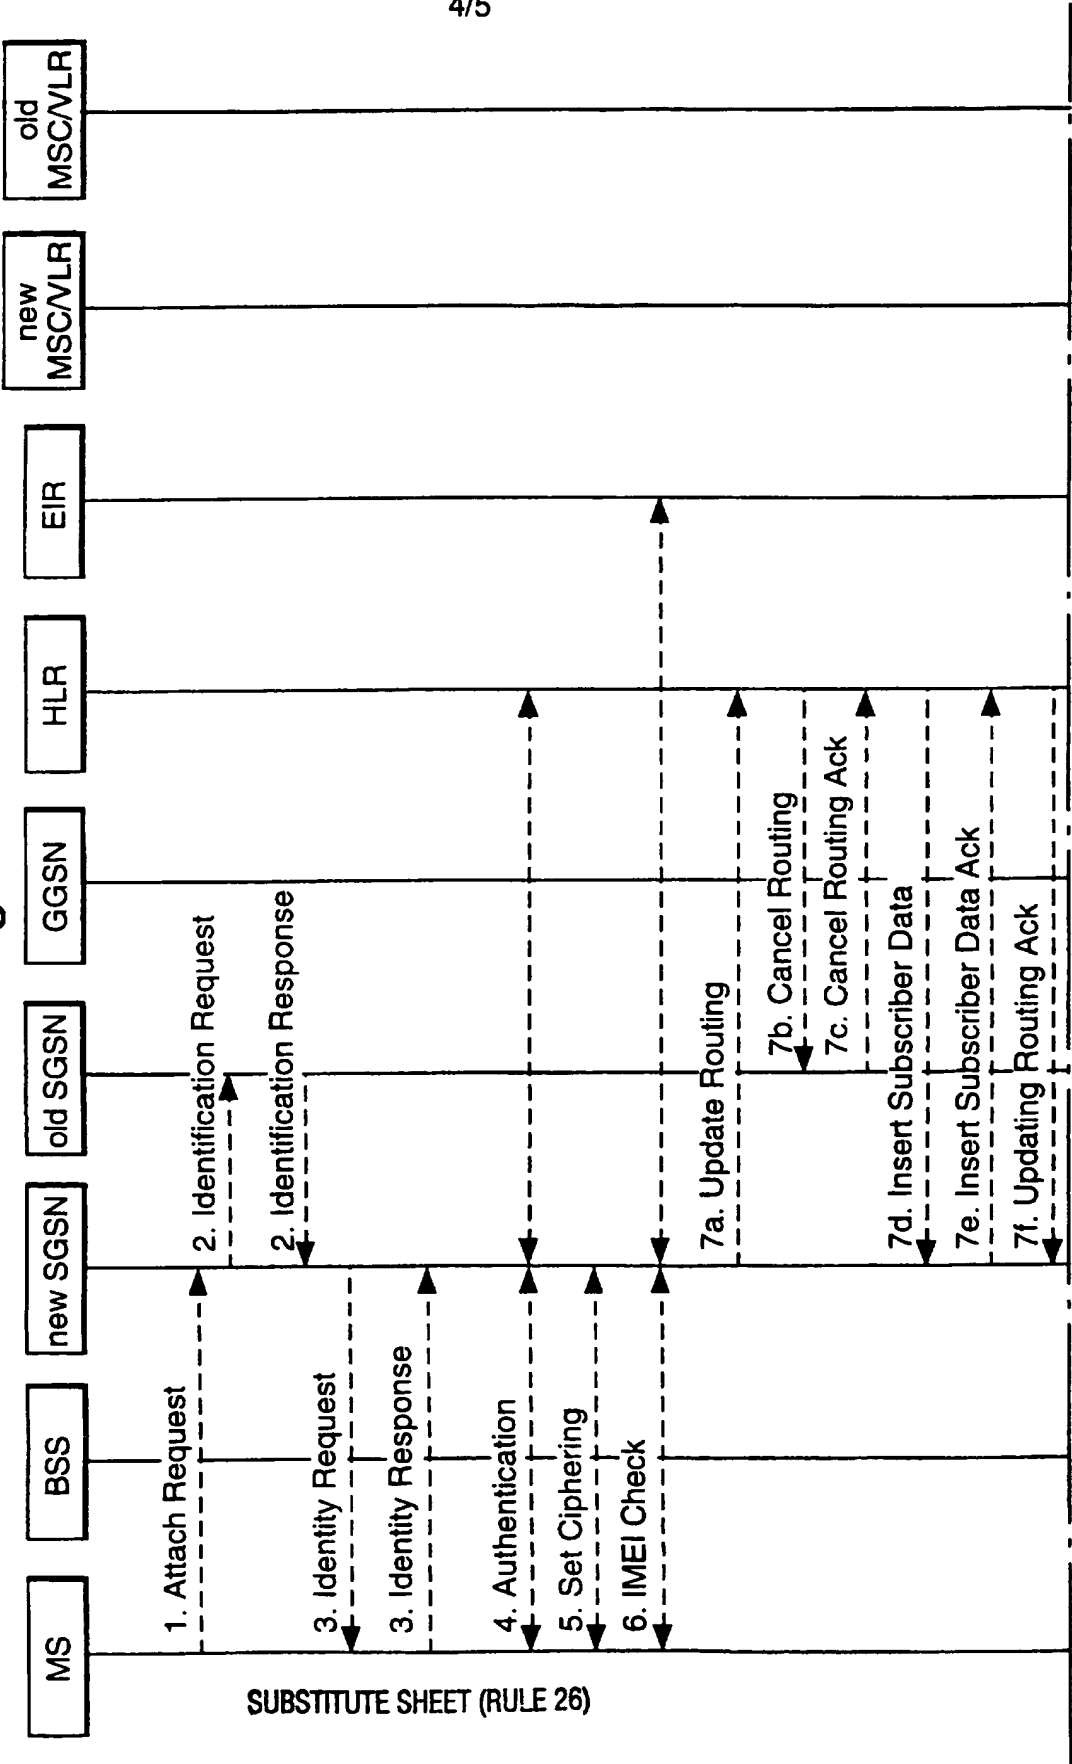 4/5
MS
BSS
new SGSN
old SGSN
GGSN
HLR
EIR
new
MSC/VLR
old
MSC/VLR
1. Attach Request
2. Identification Request
2. Identification Response
3. Identity Request
3. Identity Response
4. Authentication
5. Set Ciphering
6. IMEI Check
7a. Update Routing
7b. Cancel Routing
7c. Cancel Routing Ack
7d. Insert Subscriber Data
7e. Insert Subscriber Data Ack
7f. Updating Routing Ack
SUBSTITUTE SHEET (RULE 26)